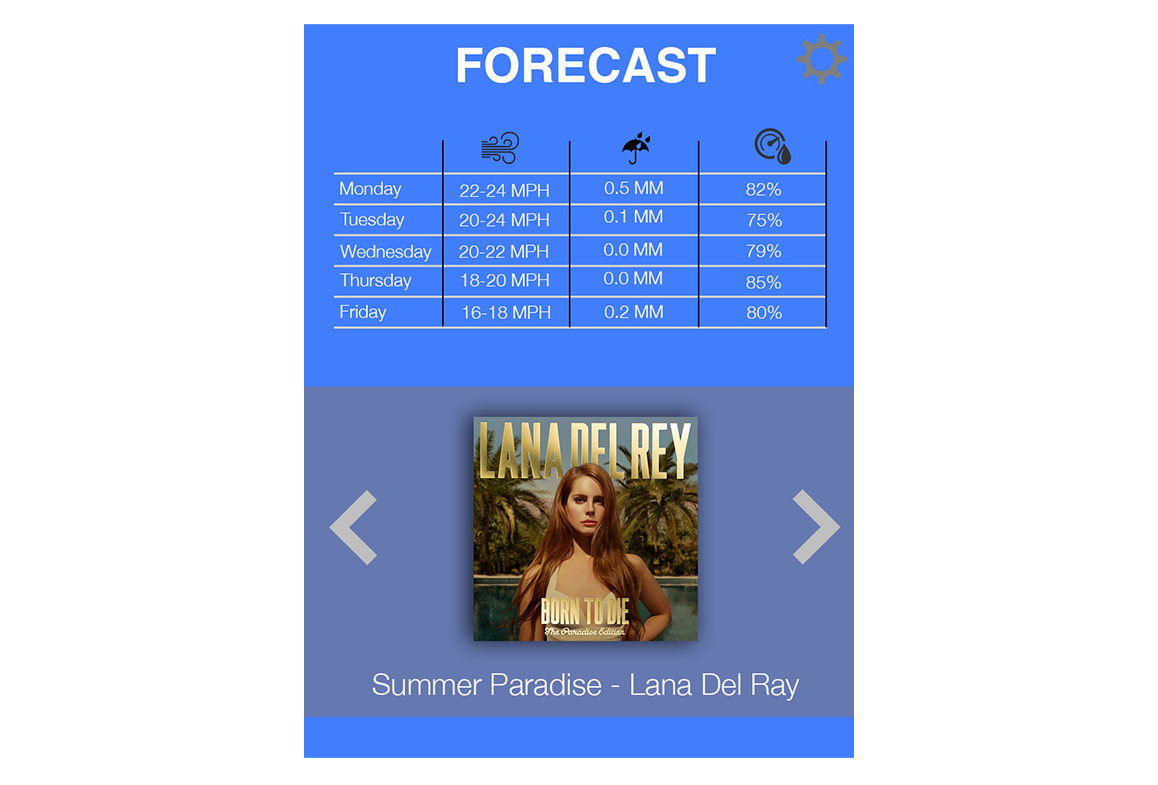 FORECAST
Monday 22-24 MPH 0.5 MM 82%
Tuesday 20-24 MPH 0.1 MM 75%
Wednesday 20-22 MPH 0.0 MM 79%
Thursday 18-20 MPH 0.0 MM 85%
Friday 16-18 MPH 0.2 MM 80%
LANA DEL REY
BORN TO DIE
The Paradise Edition
Summer Paradise - Lana Del Ray